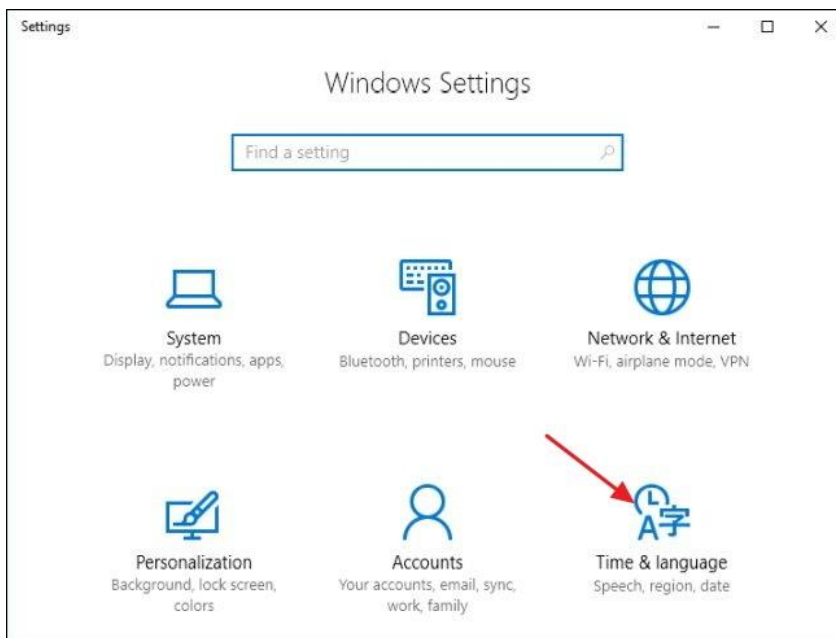 Settings
Windows Settings
Find a setting
System
Display, notifications, apps,
power
Devices
Bluetooth, printers, mouse
Network & Internet
Wi-Fi, airplane mode, VPN
A字
Personalization
Background, lock screen,
colors
Accounts
Your accounts, email, sync,
work, family
Time & language
Speech, region, date